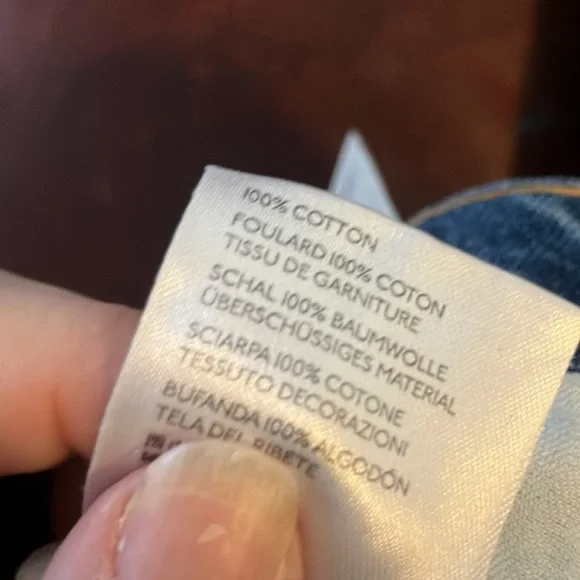 100% COTTON
FOULARD 100% COTON
TISSU DE GARNITURE
SCHAL 100% BAUMWOLLE
ÜBERSCHÜSSIGES MATERIAL
SCIARPA 100% COTONE
TESSUTO DECORAZIONI
BUFANDA 100% ALGODÓN
TELA DEL RIBETE